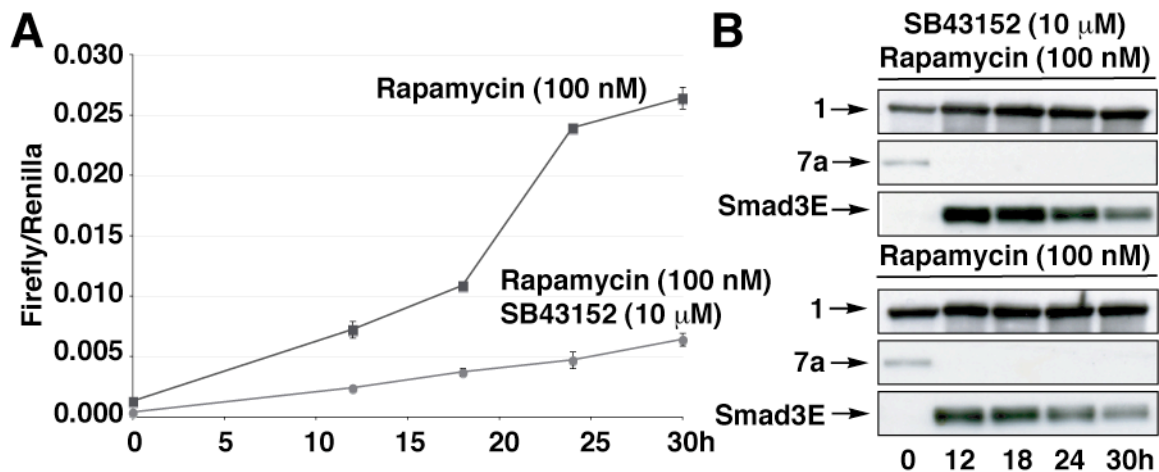 A
Firefly/Renilla
0.030
0.025
0.020
0.015
0.010
0.005
0.000
0 5 10 15 20 25 30h
Rapamycin (100 nM)
Rapamycin (100 nM)
SB43152 (10 μM)
B
SB43152 (10 μM)
Rapamycin (100 nM)
1
7a
Smad3E
Rapamycin (100 nM)
1
7a
Smad3E
0 12 18 24 30h